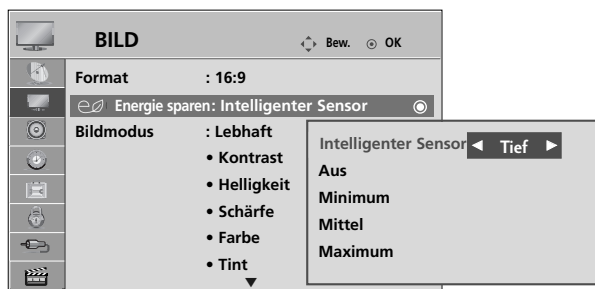 BILD
Bew. OK
Format : 16:9
Energie sparen: Intelligenter Sensor
Bildmodus : Lebhaft
• Kontrast
• Helligkeit
• Schärfe
• Farbe
• Tint
Intelligenter Sensor ◄ Tief ►
Aus
Minimum
Mittel
Maximum